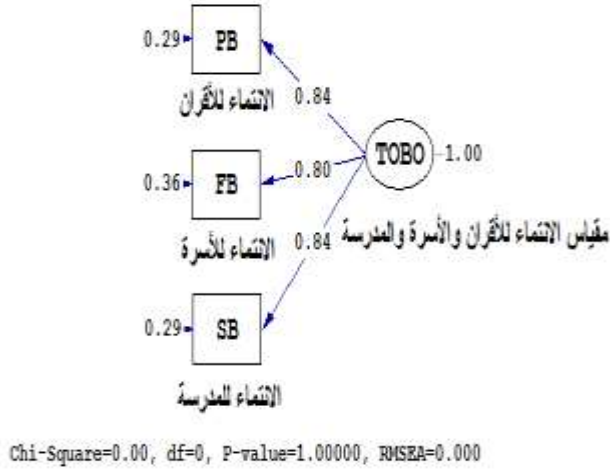 0.29 PB
الانتماء للأقران 0.84
TOBO 1.00
0.36 FB 0.80
الانتماء للأسرة 0.84 مقياس الانتماء للأقران والأسرة والمدرسة
0.29 SB
الانتماء للمدرسة
Chi-Square=0.00, df=0, P-value=1.00000, RMSEA=0.000